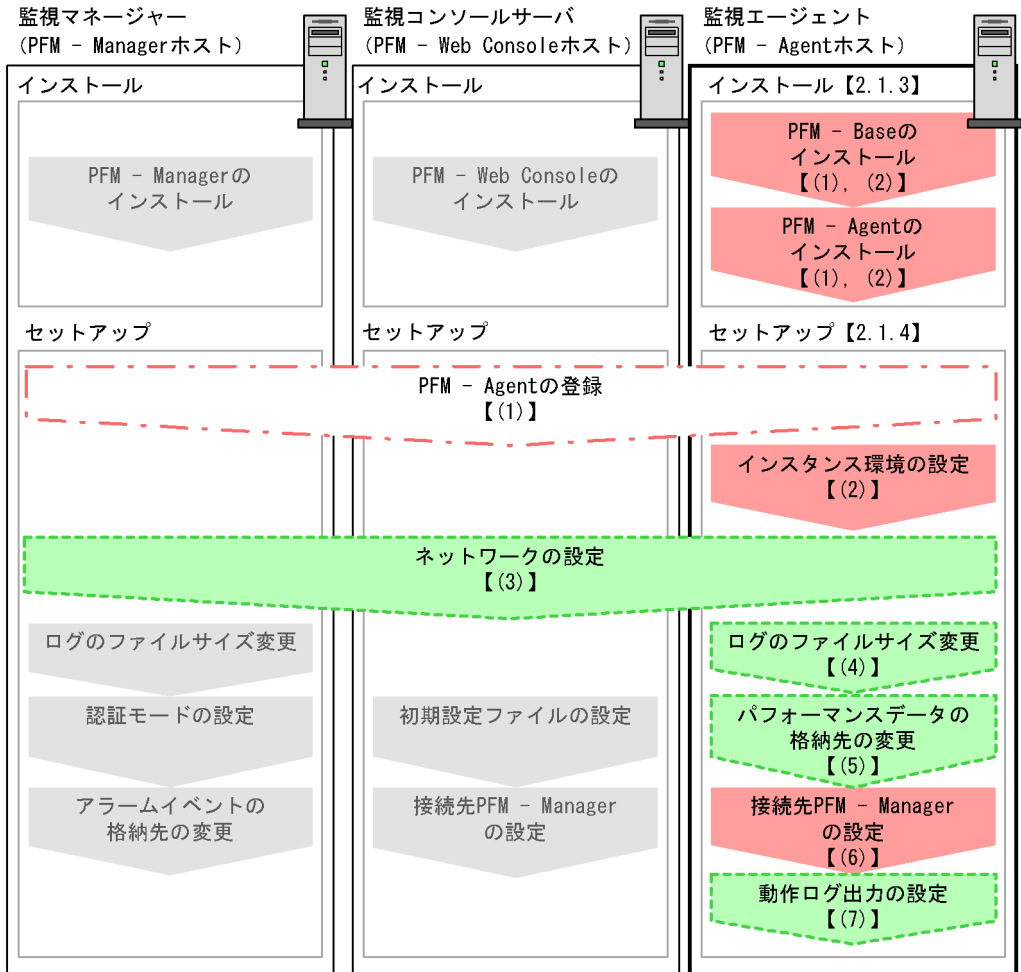 監視マネージャー
(PFM - Managerホスト)
監視コンソールサーバ
(PFM - Web Consoleホスト)
監視エージェント
(PFM - Agentホスト)
インストール
インストール
インストール【2.1.3】
PFM - Managerの
インストール
PFM - Web Consoleの
インストール
PFM - Baseの
インストール
【(1), (2)】
PFM - Agentの
インストール
【(1), (2)】
セットアップ
セットアップ
セットアップ【2.1.4】
PFM - Agentの登録
【(1)】
インスタンス環境の設定
【(2)】
ネットワークの設定
【(3)】
ログのファイルサイズ変更
ログのファイルサイズ変更
【(4)】
認証モードの設定
初期設定ファイルの設定
パフォーマンスデータの
格納先の変更
【(5)】
アラームイベントの
格納先の変更
接続先PFM - Manager
の設定
接続先PFM - Manager
の設定
【(6)】
動作ログ出力の設定
【(7)】